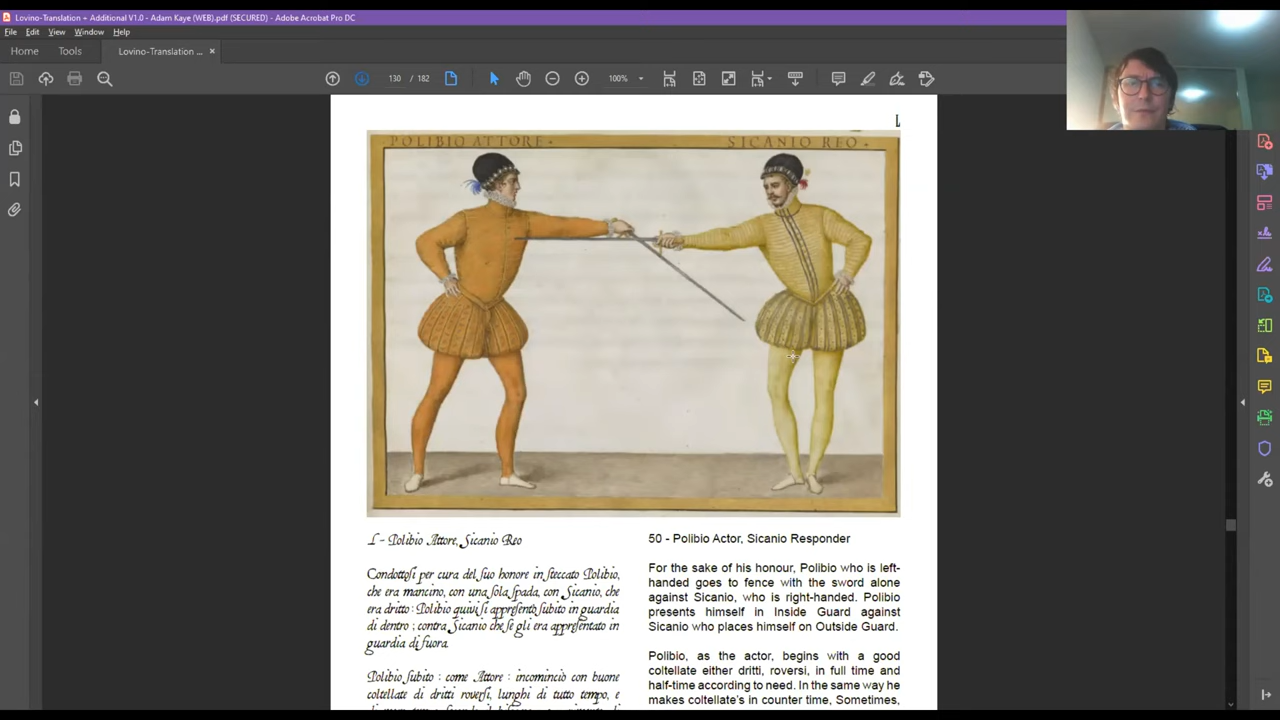 Lovino-Translation + Additional V1.0 - Adam Kaye (WEB).pdf (SECURED) - Adobe Acrobat Pro DC
File Edit View Window Help
Home Tools Lovino-Translation ... ×
130 / 182 100%
L
POLIBIO ATTORE · SICANIO REO ·
L - Polibio Attore, Sicanio Reo
Condottosi per cura del suo honore in steccato Polibio,
che era mancino, con una sola spada, con Sicanio, che
era dritto : Polibio quivi si appresentò subito in guardia
di dentro ; contra Sicanio che se gli era appresentato in
guardia di fuora.
Polibio subito : come Attore : incominciò con buone
coltellate di dritti roversi, lunghi di tutto tempo, e
50 - Polibio Actor, Sicanio Responder
For the sake of his honour, Polibio who is left-
handed goes to fence with the sword alone
against Sicanio, who is right-handed. Polibio
presents himself in Inside Guard against
Sicanio who places himself on Outside Guard.
Polibio, as the actor, begins with a good
coltellate either dritti, roversi, in full time and
half-time according to need. In the same way he
makes coltellate's in counter time, Sometimes,